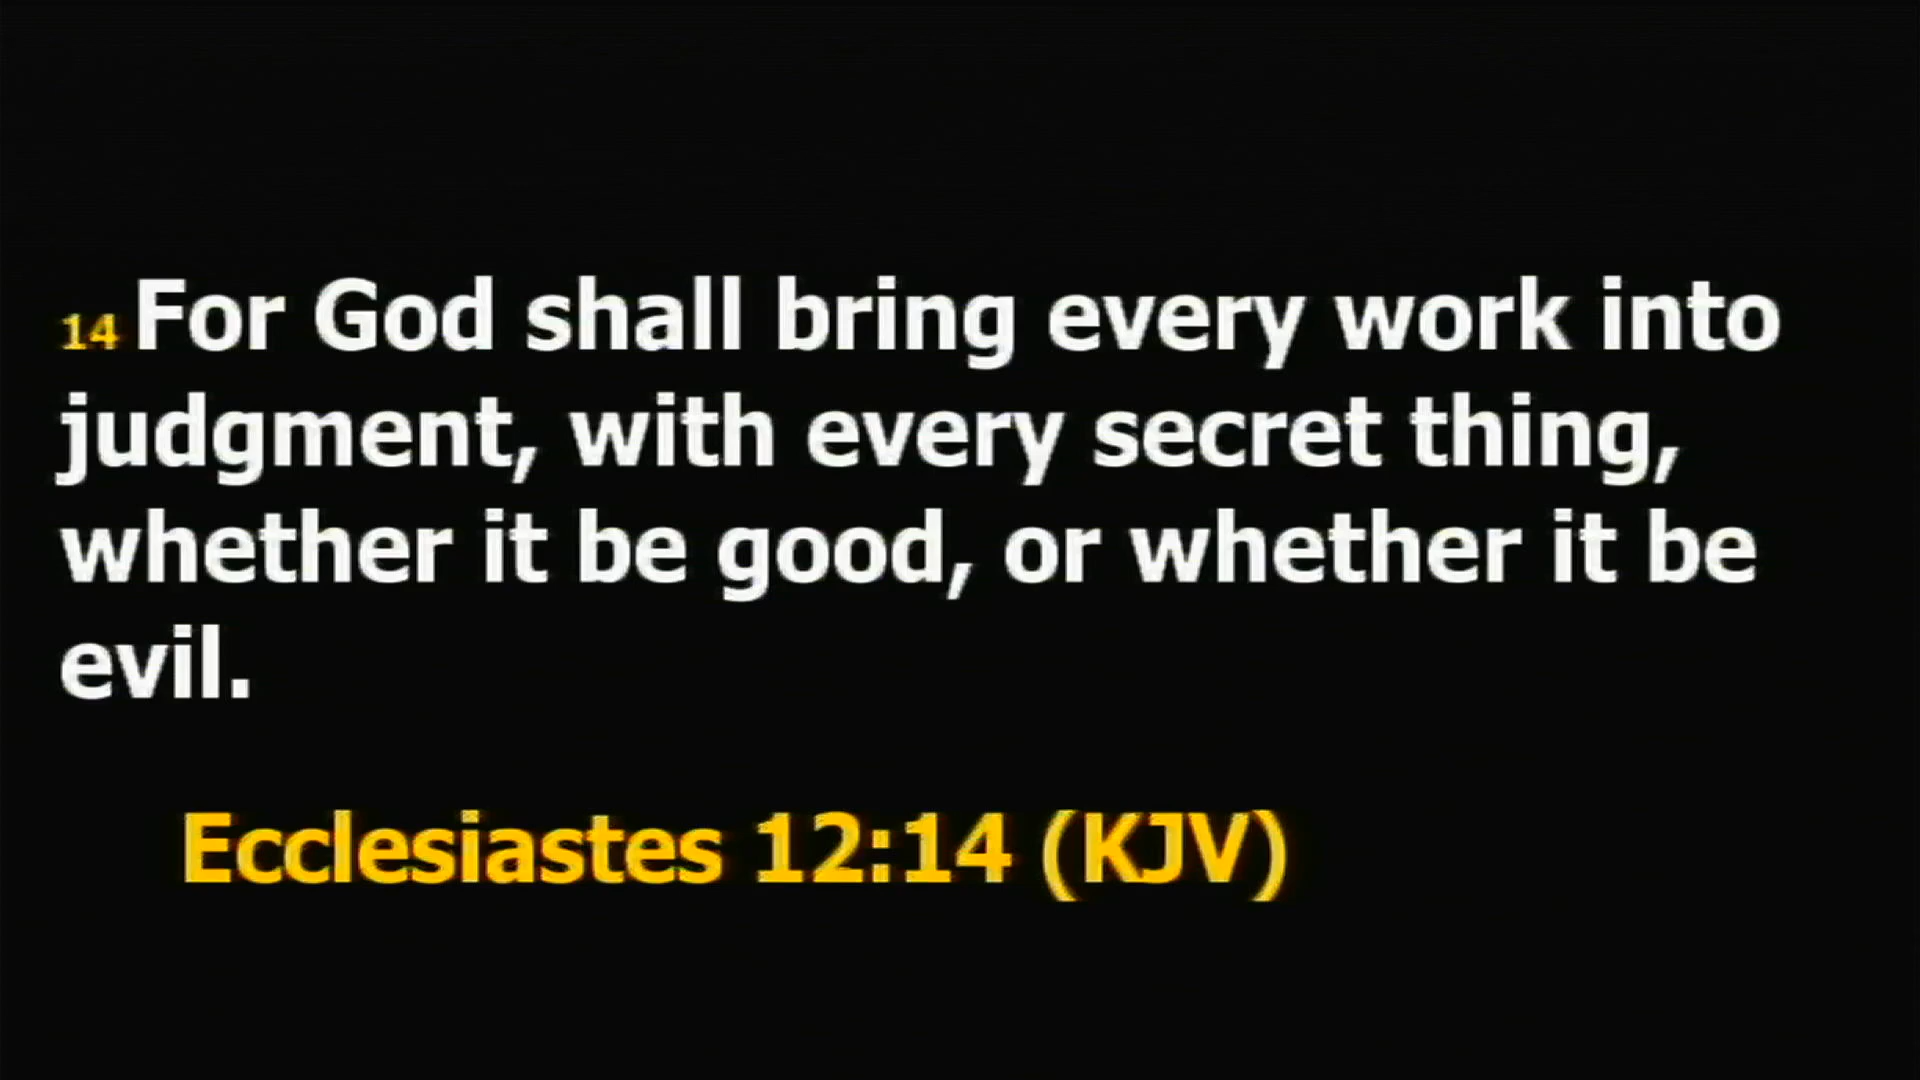 14 For God shall bring every work into
judgment, with every secret thing,
whether it be good, or whether it be
evil.
Ecclesiastes 12:14 (KJV)